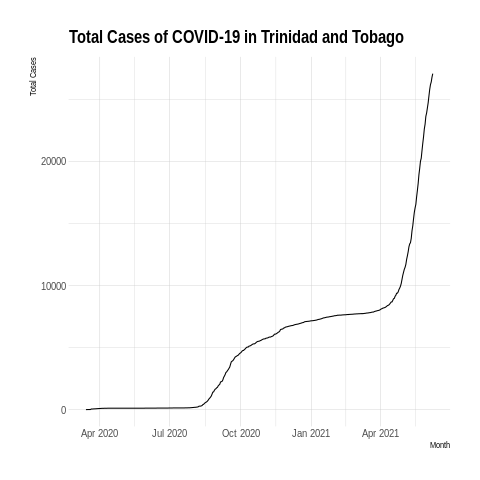 Total Cases of COVID-19 in Trinidad and Tobago
Total Cases
20000
10000
0
Apr 2020 Jul 2020 Oct 2020 Jan 2021 Apr 2021
Month